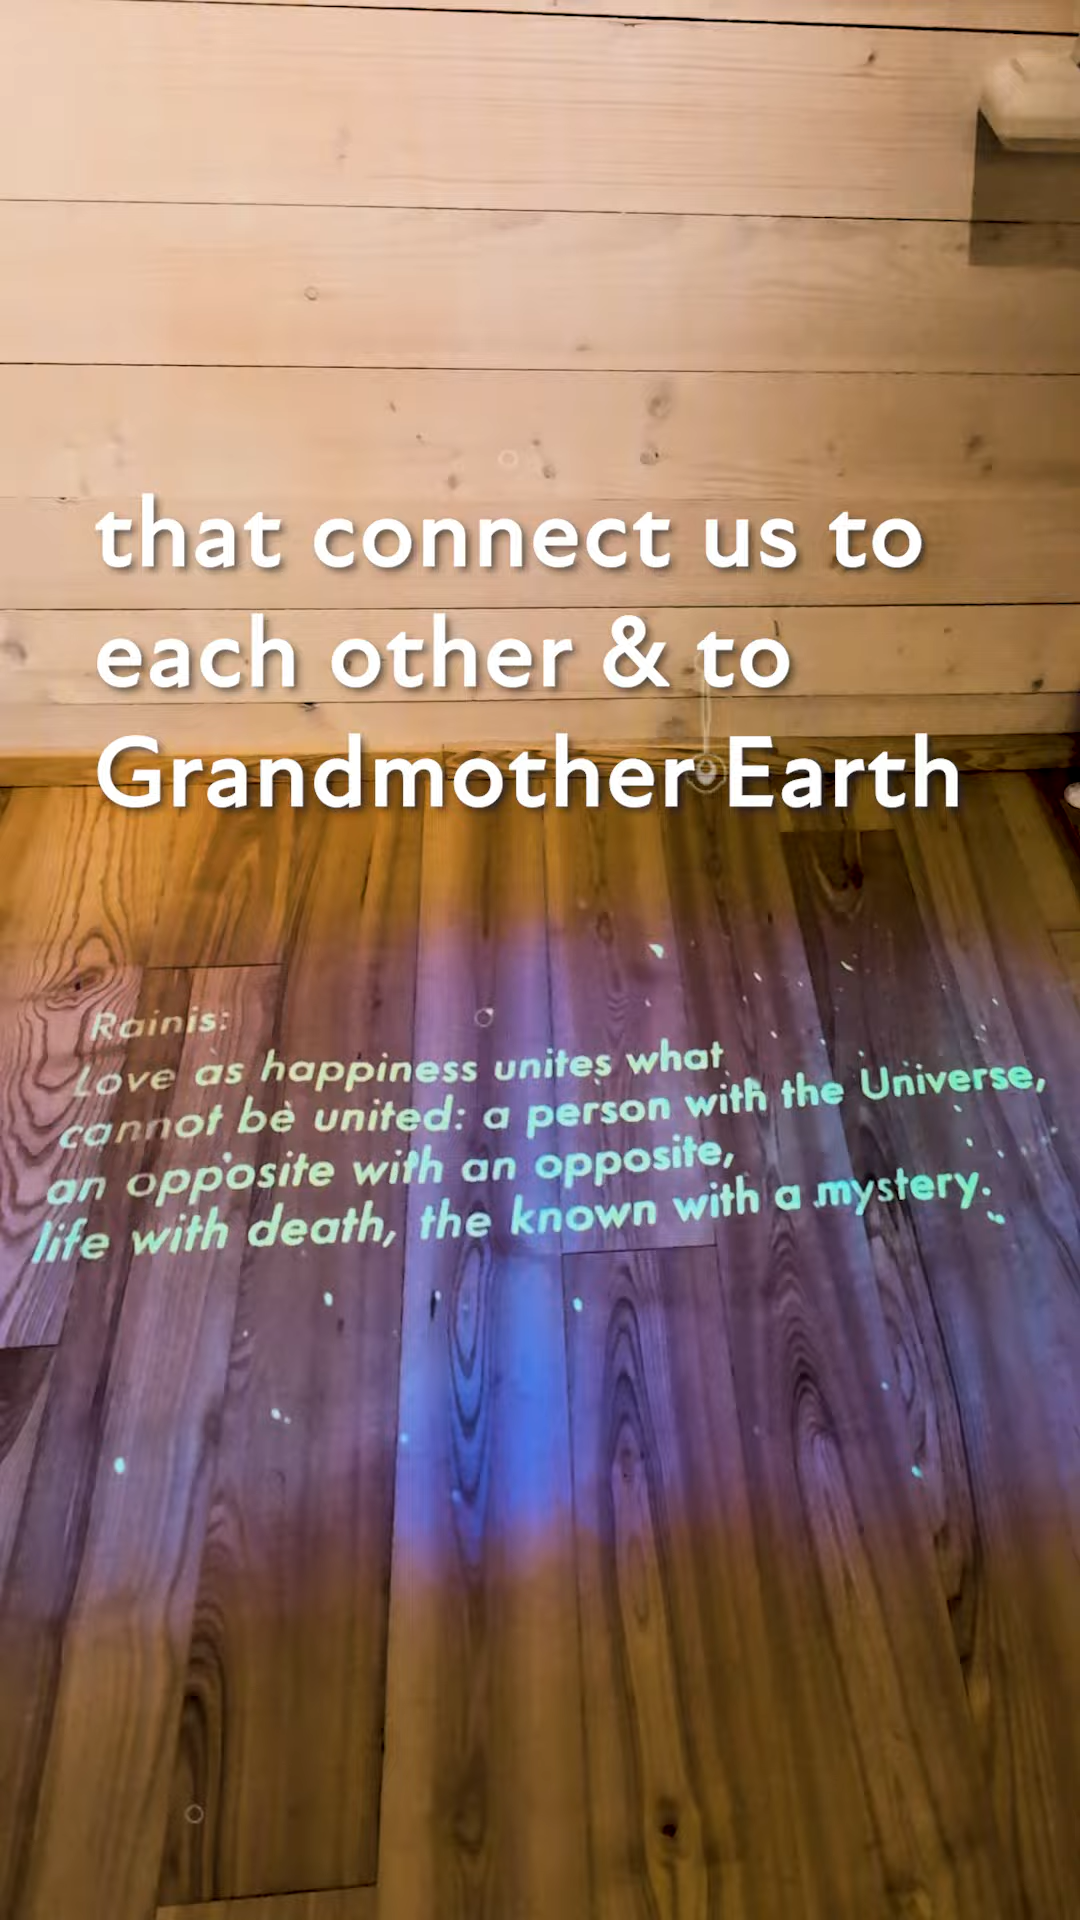 that connect us to
each other & to
Grandmother Earth
Rainis:
Love as happiness unites what
cannot be united: a person with the Universe,
an opposite with an opposite,
life with death, the known with a mystery.